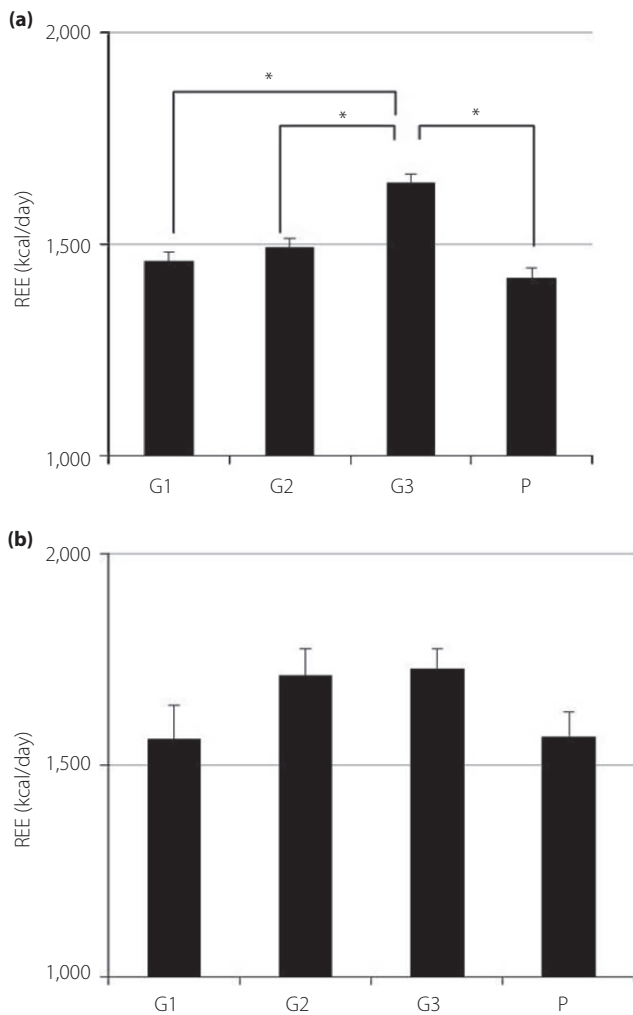 (a)
2,000
*
*
*
1,500
REE (kcal/day)
1,000
G1 G2 G3 P
(b)
2,000
1,500
REE (kcal/day)
1,000
G1 G2 G3 P